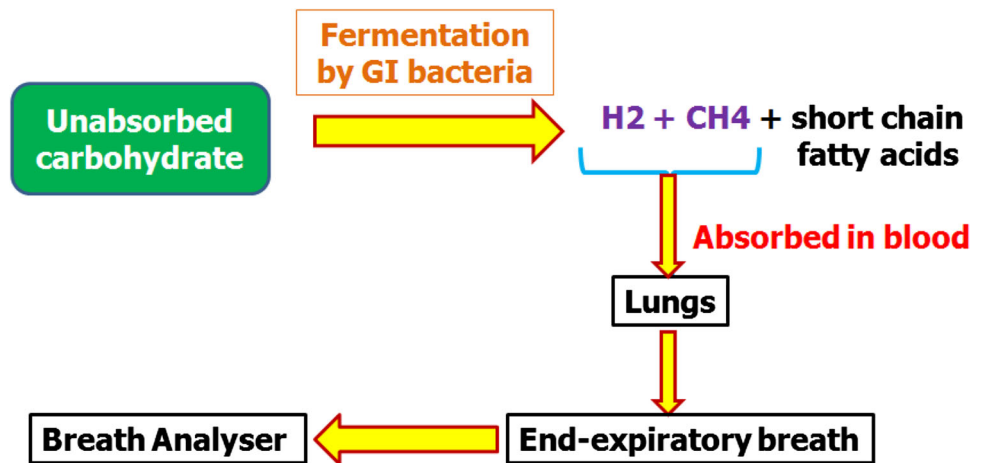 Fermentation
by GI bacteria
Unabsorbed
carbohydrate
H2 + CH4 + short chain
fatty acids
Absorbed in blood
Lungs
Breath Analyser
End-expiratory breath